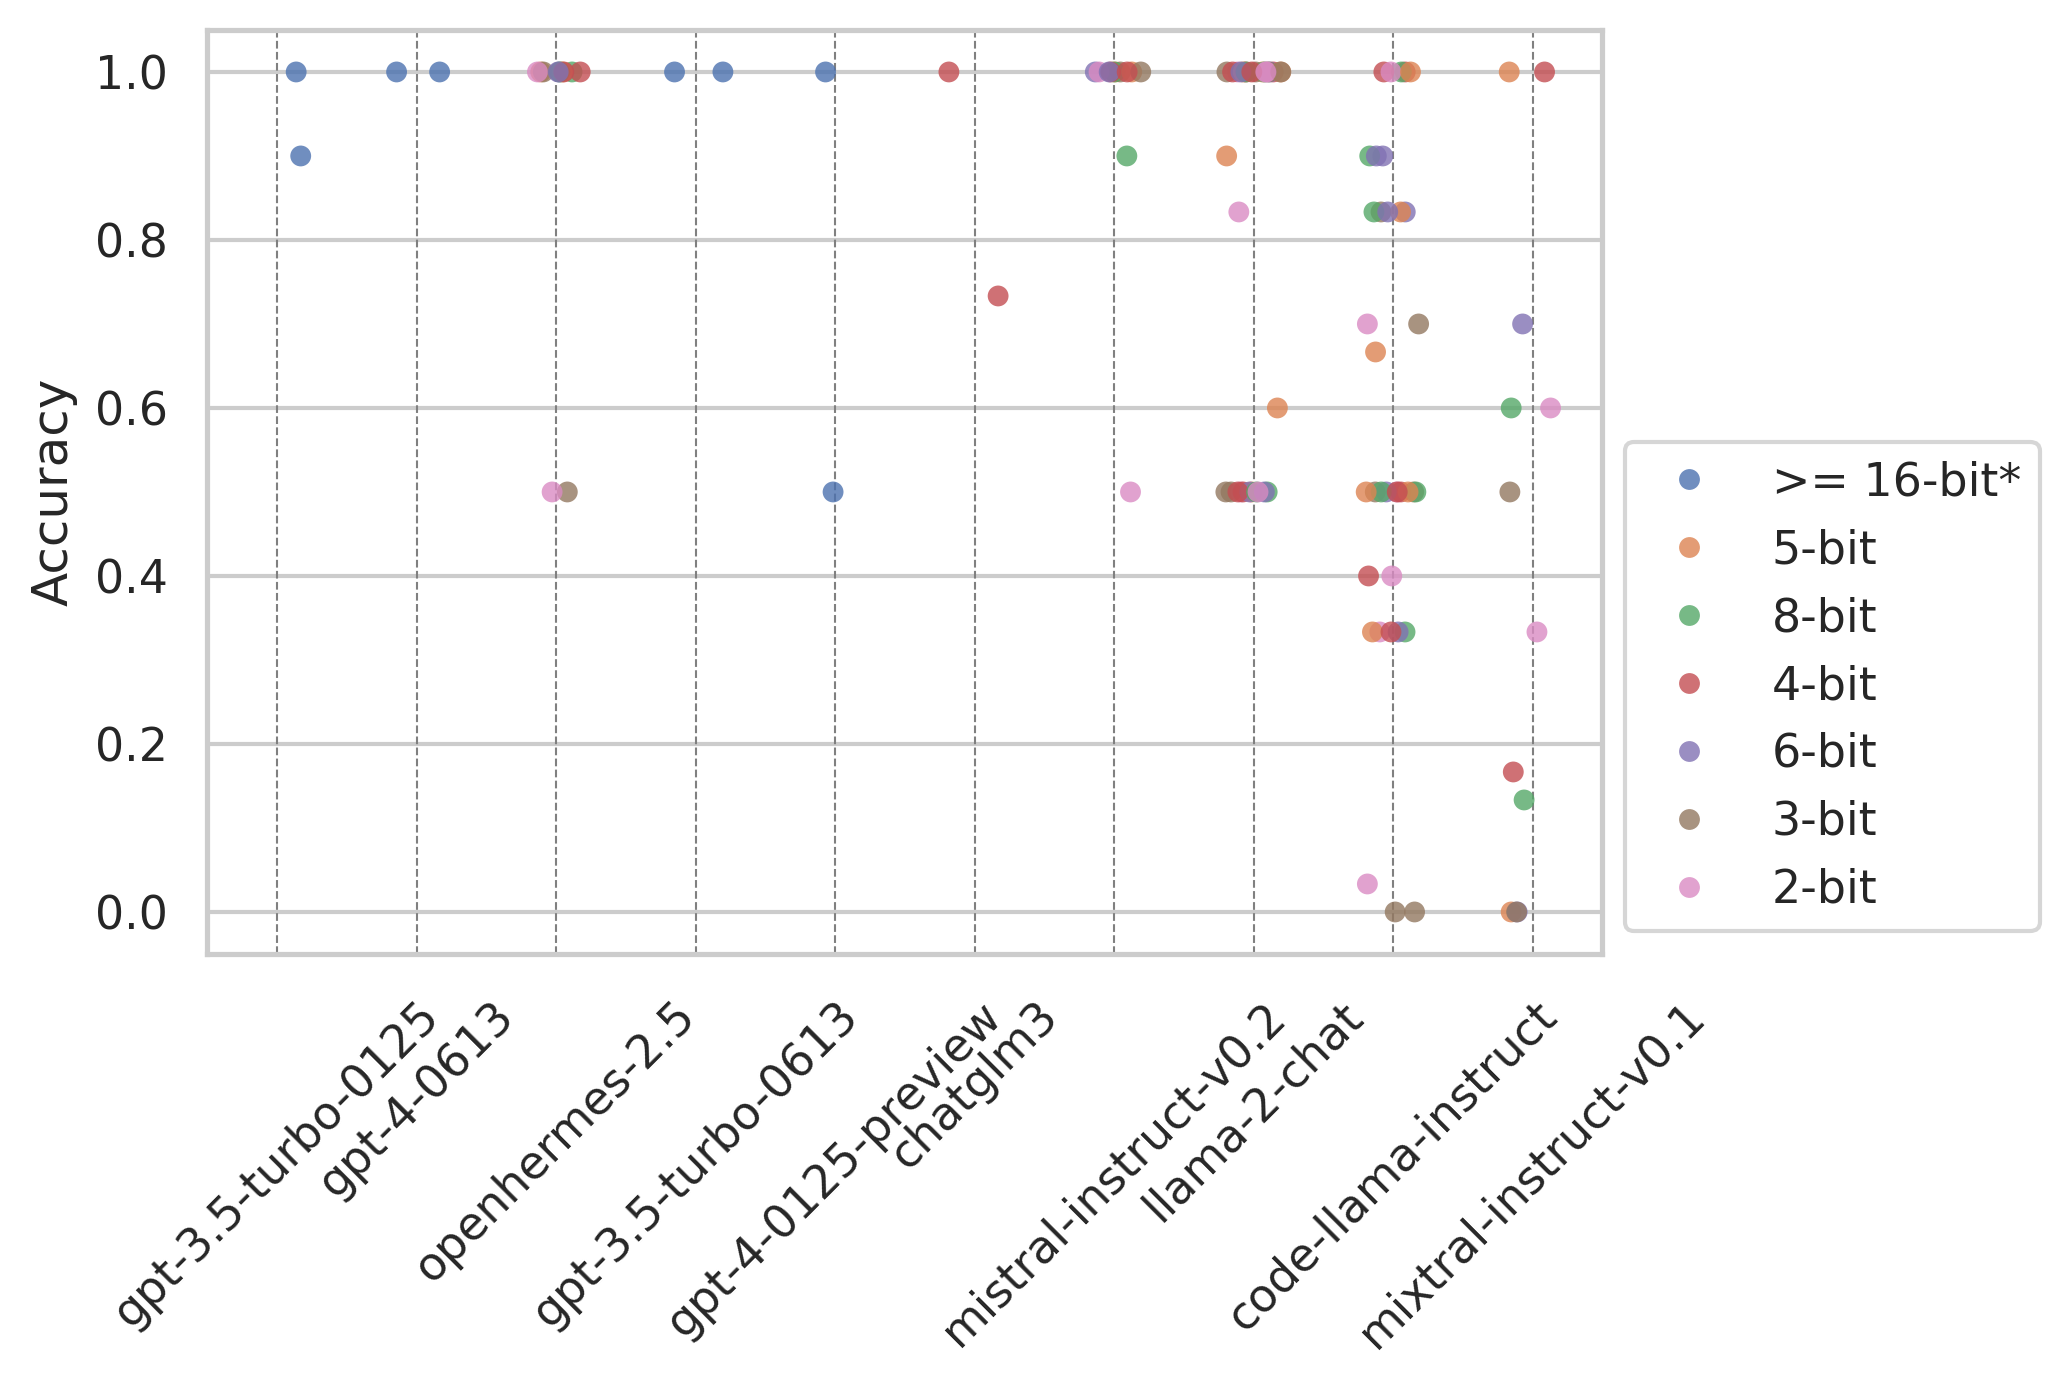 1.0
0.8
0.6
0.4
0.2
0.0
Accuracy
gpt-3.5-turbo-0125
gpt-4-0613
openhermes-2.5
gpt-3.5-turbo-0613
gpt-4-0125-preview
chatglm3
mistral-instruct-v0.2
llama-2-chat
code-llama-instruct
mixtral-instruct-v0.1
>= 16-bit*
5-bit
8-bit
4-bit
6-bit
3-bit
2-bit